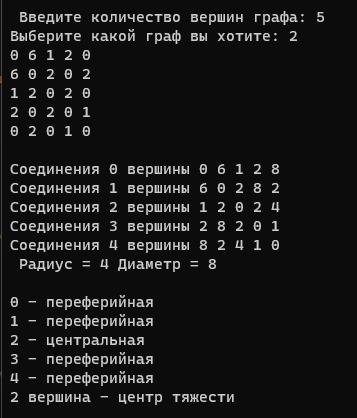 Введите количество вершин графа: 5
Выберите какой граф вы хотите: 2
0 6 1 2 0
6 0 2 0 2
1 2 0 2 0
2 0 2 0 1
0 2 0 1 0
Соединения 0 вершины 0 6 1 2 8
Соединения 1 вершины 6 0 2 8 2
Соединения 2 вершины 1 2 0 2 4
Соединения 3 вершины 2 8 2 0 1
Соединения 4 вершины 8 2 4 1 0
Радиус = 4 Диаметр = 8
0 - переферийная
1 - переферийная
2 - центральная
3 - переферийная
4 - переферийная
2 вершина - центр тяжести